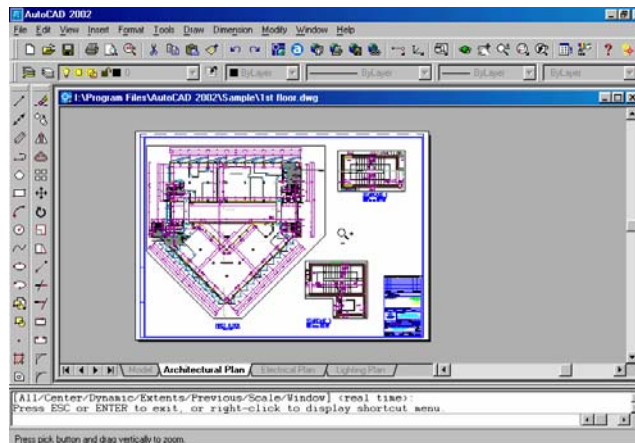 AutoCAD 2002
File Edit View Insert Format Tools Draw Dimension Modify Window Help
0 ByLayer ByLayer ByLayer ByLayer
I:\Program Files\AutoCAD 2002\Sample\1st floor.dwg
Model Architectural Plan Electrical Plan Lighting Plan
[All/Center/Dynamic/Extents/Previous/Scale/Window] <real time>:
Press ESC or ENTER to exit, or right-click to display shortcut menu.
Press pick button and drag vertically to zoom.